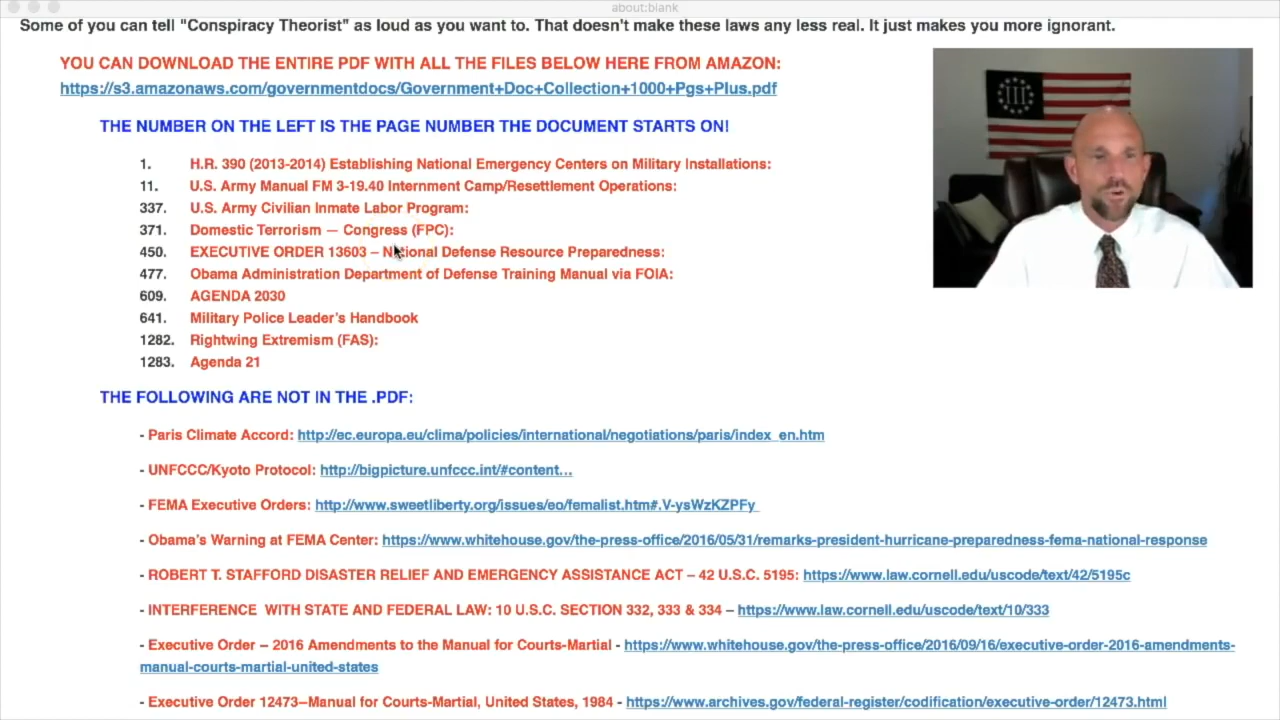 about:blank
Some of you can tell "Conspiracy Theorist" as loud as you want to. That doesn't make these laws any less real. It just makes you more ignorant.
YOU CAN DOWNLOAD THE ENTIRE PDF WITH ALL THE FILES BELOW HERE FROM AMAZON:
https://s3.amazonaws.com/governmentdocs/Government+Doc+Collection+1000+Pgs+Plus.pdf
THE NUMBER ON THE LEFT IS THE PAGE NUMBER THE DOCUMENT STARTS ON!
1. H.R. 390 (2013-2014) Establishing National Emergency Centers on Military Installations:
11. U.S. Army Manual FM 3-19.40 Internment Camp/Resettlement Operations:
337. U.S. Army Civilian Inmate Labor Program:
371. Domestic Terrorism — Congress (FPC):
450. EXECUTIVE ORDER 13603 – National Defense Resource Preparedness:
477. Obama Administration Department of Defense Training Manual via FOIA:
609. AGENDA 2030
641. Military Police Leader's Handbook
1282. Rightwing Extremism (FAS):
1283. Agenda 21
THE FOLLOWING ARE NOT IN THE .PDF:
- Paris Climate Accord: http://ec.europa.eu/clima/policies/international/negotiations/paris/index_en.htm
- UNFCCC/Kyoto Protocol: http://bigpicture.unfccc.int/#content...
- FEMA Executive Orders: http://www.sweetliberty.org/issues/eo/femalist.htm#.V-ysWzKZPFy
- Obama's Warning at FEMA Center: https://www.whitehouse.gov/the-press-office/2016/05/31/remarks-president-hurricane-preparedness-fema-national-response
- ROBERT T. STAFFORD DISASTER RELIEF AND EMERGENCY ASSISTANCE ACT – 42 U.S.C. 5195: https://www.law.cornell.edu/uscode/text/42/5195c
- INTERFERENCE WITH STATE AND FEDERAL LAW: 10 U.S.C. SECTION 332, 333 & 334 – https://www.law.cornell.edu/uscode/text/10/333
- Executive Order – 2016 Amendments to the Manual for Courts-Martial - https://www.whitehouse.gov/the-press-office/2016/09/16/executive-order-2016-amendments-
manual-courts-martial-united-states
- Executive Order 12473–Manual for Courts-Martial, United States, 1984 - https://www.archives.gov/federal-register/codification/executive-order/12473.html
III